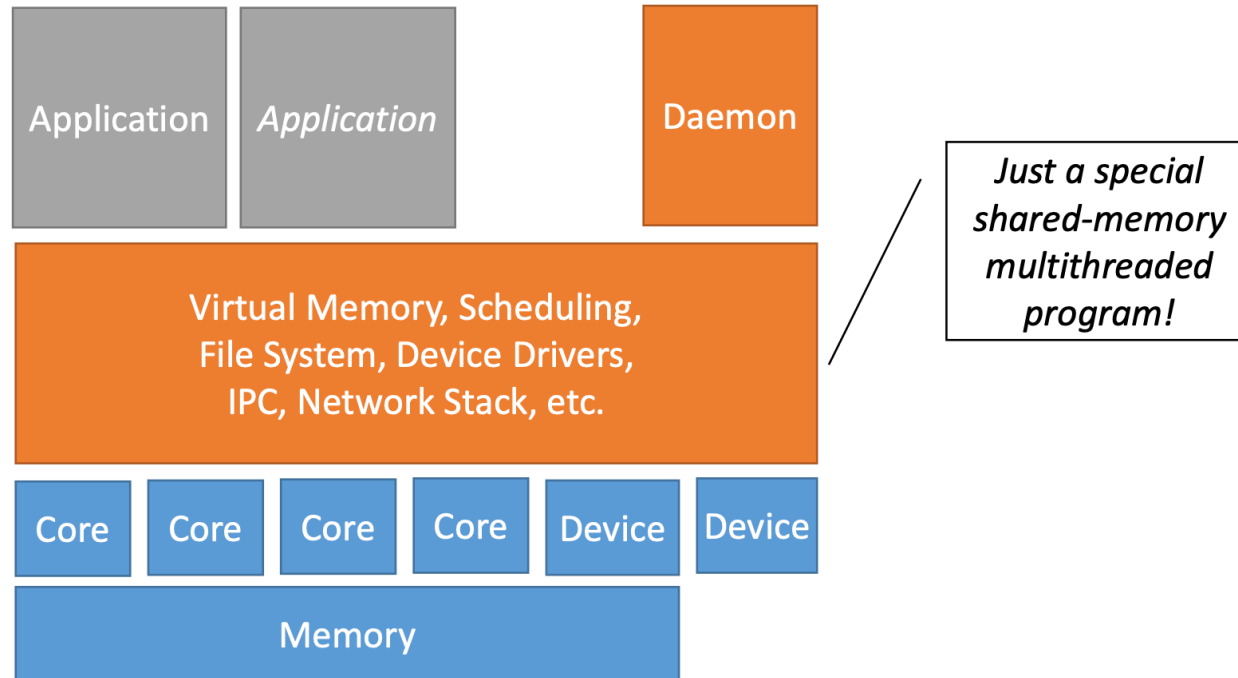 Application
Application
Daemon
Just a special
shared-memory
multithreaded
program!
Virtual Memory, Scheduling,
File System, Device Drivers,
IPC, Network Stack, etc.
Core
Core
Core
Core
Device
Device
Memory